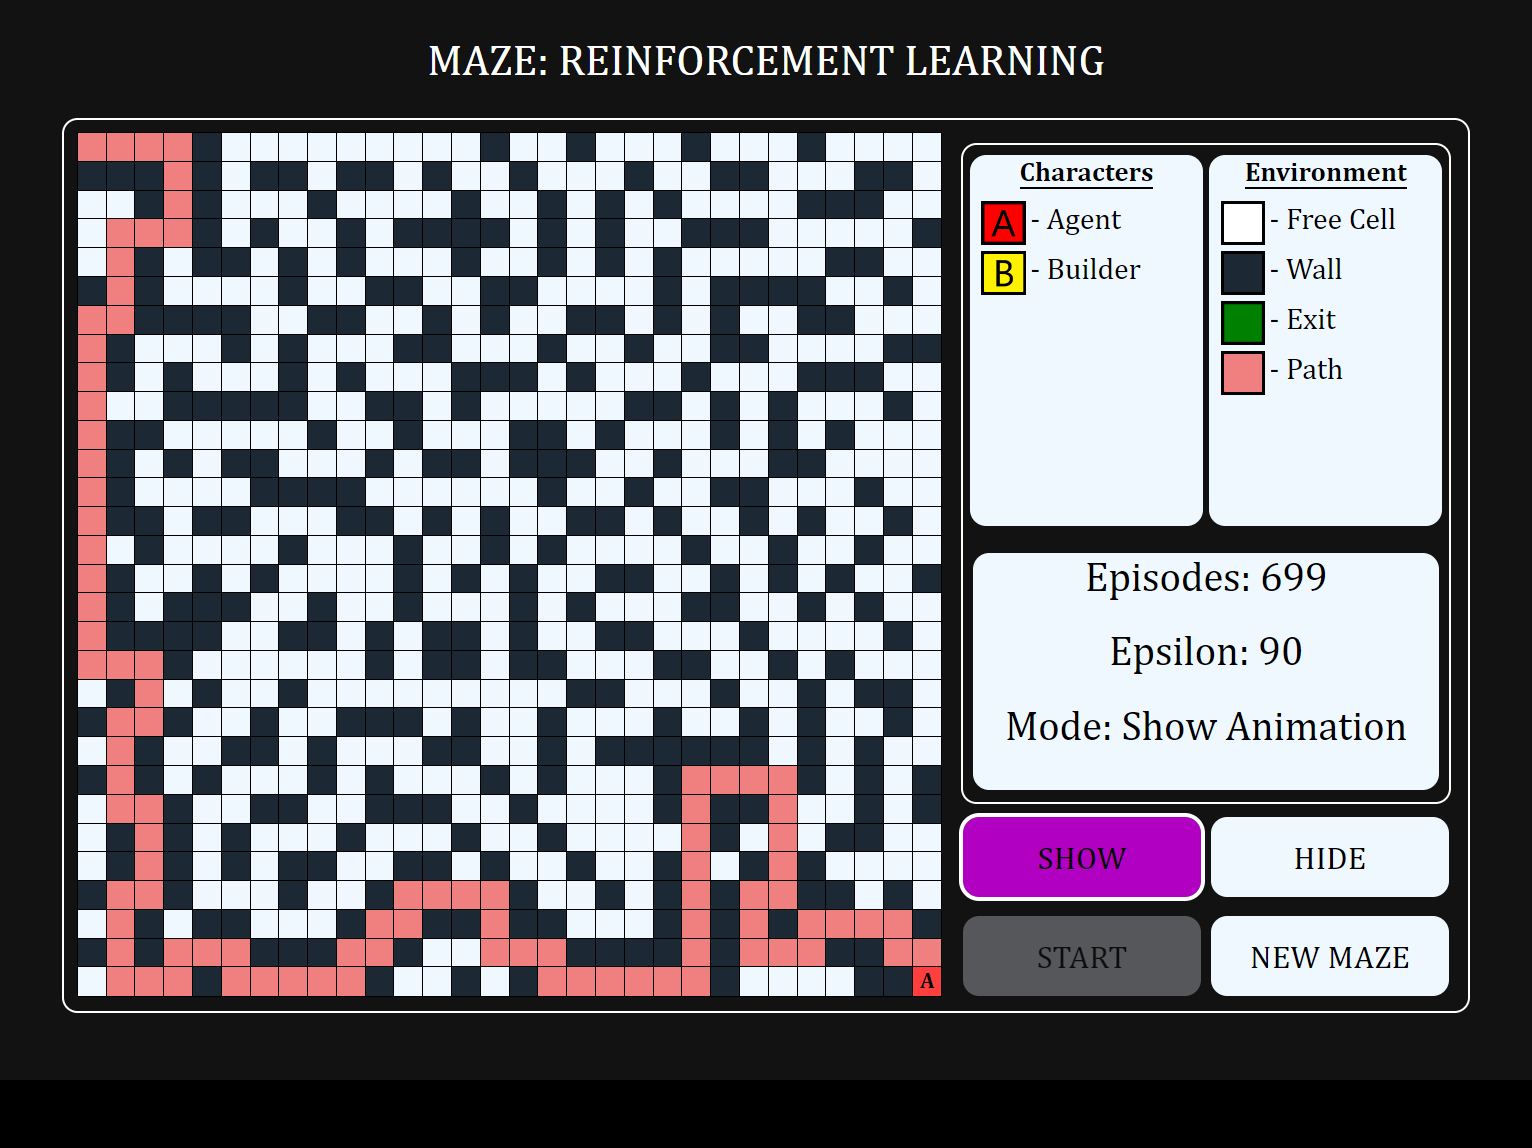 MAZE: REINFORCEMENT LEARNING
Characters
A - Agent
B - Builder
Environment
- Free Cell
- Wall
- Exit
- Path
Episodes: 699
Epsilon: 90
Mode: Show Animation
SHOW
HIDE
START
NEW MAZE
A